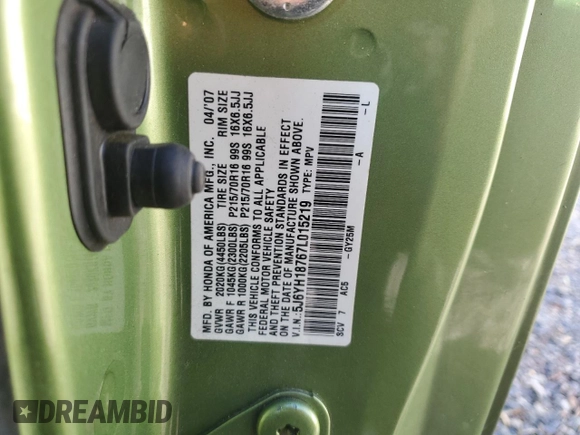 MFD. BY HONDA OF AMERICA MFG., INC. 04/'07
GVWR 2020KG(4450LBS) TIRE SIZE RIM SIZE
GAWR F 1045KG(2300LBS) P215/70R16 99S 16X6.5JJ
GAWR R 1000KG(2205LBS) P215/70R16 99S 16X6.5JJ
THIS VEHICLE CONFORMS TO ALL APPLICABLE
FEDERAL MOTOR VEHICLE SAFETY
AND THEFT PREVENTION STANDARDS IN EFFECT
ON THE DATE OF MANUFACTURE SHOWN ABOVE.
V.I.N.:5J6YH18767L015219 TYPE: MPV
SCV 7 AC5 -GY25M -A -L
DREAMBID